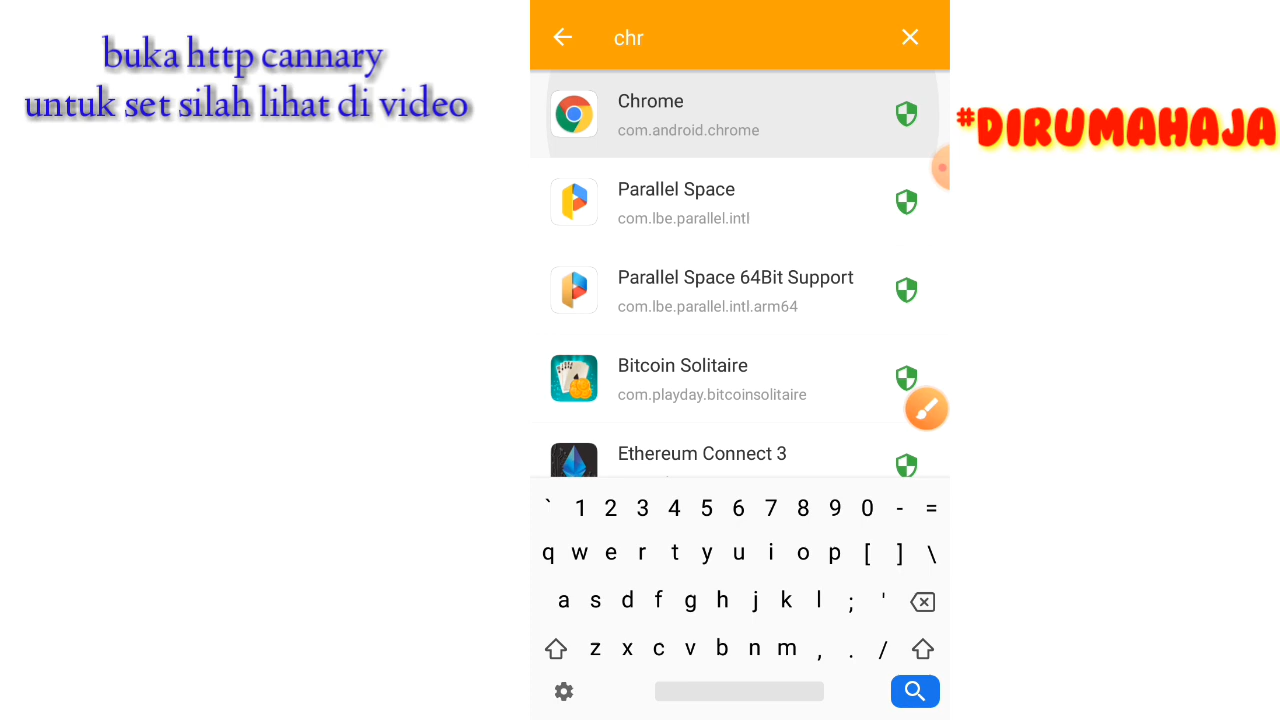 buka http cannary
untuk set silah lihat di video
#DIRUMAHAJA
chr
Chrome
com.android.chrome
Parallel Space
com.lbe.parallel.intl
Parallel Space 64Bit Support
com.lbe.parallel.intl.arm64
Bitcoin Solitaire
com.playday.bitcoinsolitaire
Ethereum Connect 3
` 1 2 3 4 5 6 7 8 9 0 - =
q w e r t y u i o p [ ] \
a s d f g h j k l ; '
z x c v b n m , . /